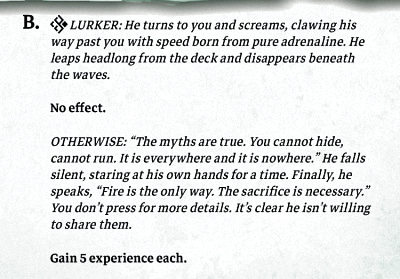 B. LURKER: He turns to you and screams, clawing his
way past you with speed born from pure adrenaline. He
leaps headlong from the deck and disappears beneath
the waves.
No effect.
OTHERWISE: “The myths are true. You cannot hide,
cannot run. It is everywhere and it is nowhere.” He falls
silent, staring at his own hands for a time. Finally, he
speaks, “Fire is the only way. The sacrifice is necessary.”
You don’t press for more details. It’s clear he isn’t willing
to share them.
Gain 5 experience each.